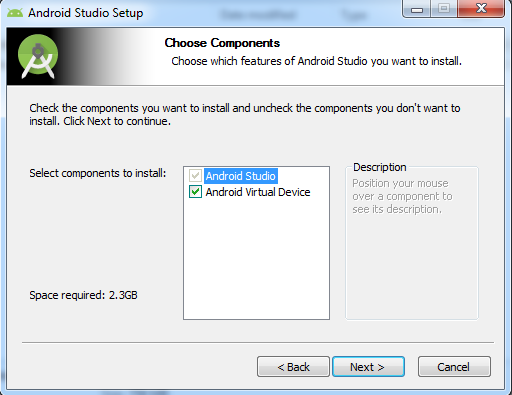 Android Studio Setup
Date modified Type
Choose Components
Choose which features of Android Studio you want to install.
Check the components you want to install and uncheck the components you don't want to
install. Click Next to continue.
Select components to install:
Android Studio
Android Virtual Device
Description
Position your mouse
over a component to
see its description.
Space required: 2.3GB
< Back
Next >
Cancel